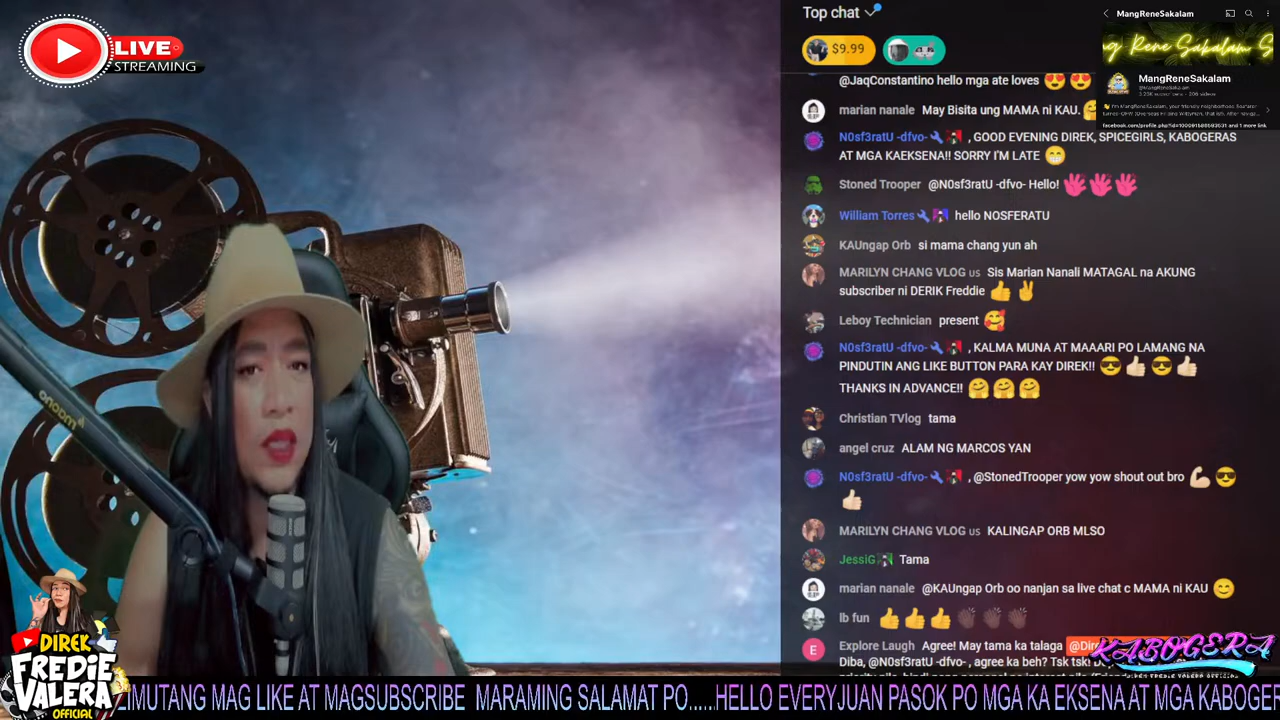 LIVE
STREAMING
Top chat
$9.99
MangReneSakalam
Rene Sakalam
MangReneSakalam
@JaqConstantino hello mga ate loves 😍 😍
marian nanale May Bisita ung MAMA ni KAU.
N0sf3ratU -dfvo- , GOOD EVENING DIREK, SPICEGIRLS, KABOGERAS
AT MGA KAEKSENA!! SORRY I'M LATE 😁
Stoned Trooper @N0sf3ratU -dfvo- Hello!
William Torres hello NOSFERATU
KAUngap Orb si mama chang yun ah
MARILYN CHANG VLOG US Sis Marian Nanali MATAGAL na AKUNG
subscriber ni DERIK Freddie 👍 ✌
Leboy Technician present 🥰
N0sf3ratU -dfvo- , KALMA MUNA AT MAAARI PO LAMANG NA
PINDUTIN ANG LIKE BUTTON PARA KAY DIREK!! 😎 👍🏻 😎 👍🏻
THANKS IN ADVANCE!! 🤗 🤗 🤗
Christian TVlog tama
angel cruz ALAM NG MARCOS YAN
N0sf3ratU -dfvo- , @StonedTrooper yow yow shout out bro 💪🏻 😎
👍🏻
MARILYN CHANG VLOG US KALINGAP ORB MLSO
JessiG Tama
marian nanale @KAUngap Orb oo nanjan sa live chat c MAMA ni KAU 😊
lb fun 👍 👍 👍 👏🏿 👏🏿 👏🏿
E
Explore Laugh Agree! May tama ka talaga
Diba, @N0sf3ratU -dfvo- , agree ka beh? Tsk tsk!
KABOGERA
maono
DIREK
FREDIE
VALERA
OFFICIAL
LIMUTANG MAG LIKE AT MAGSUBSCRIBE MARAMING SALAMAT PO.....HELLO EVERYJUAN PASOK PO MGA KA EKSENA AT MGA KABOGER